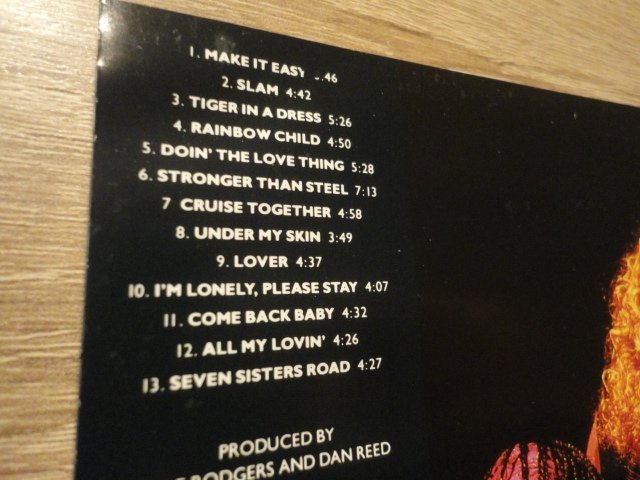 1. MAKE IT EASY :46
2. SLAM 4:42
3. TIGER IN A DRESS 5:26
4. RAINBOW CHILD 4:50
5. DOIN' THE LOVE THING 5:28
6. STRONGER THAN STEEL 7:13
7 CRUISE TOGETHER 4:58
8. UNDER MY SKIN 3:49
9. LOVER 4:37
10. I'M LONELY, PLEASE STAY 4:07
11. COME BACK BABY 4:32
12. ALL MY LOVIN' 4:26
13. SEVEN SISTERS ROAD 4:27
PRODUCED BY
RODGERS AND DAN REED